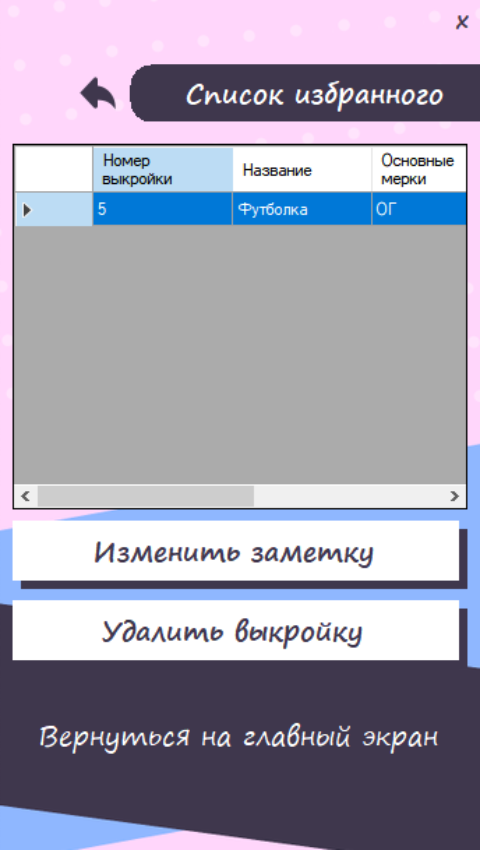 x
Список избранного
Номер выкройки Название Основные мерки
5 Футболка ОГ
Изменить заметку
Удалить выкройку
Вернуться на главный экран